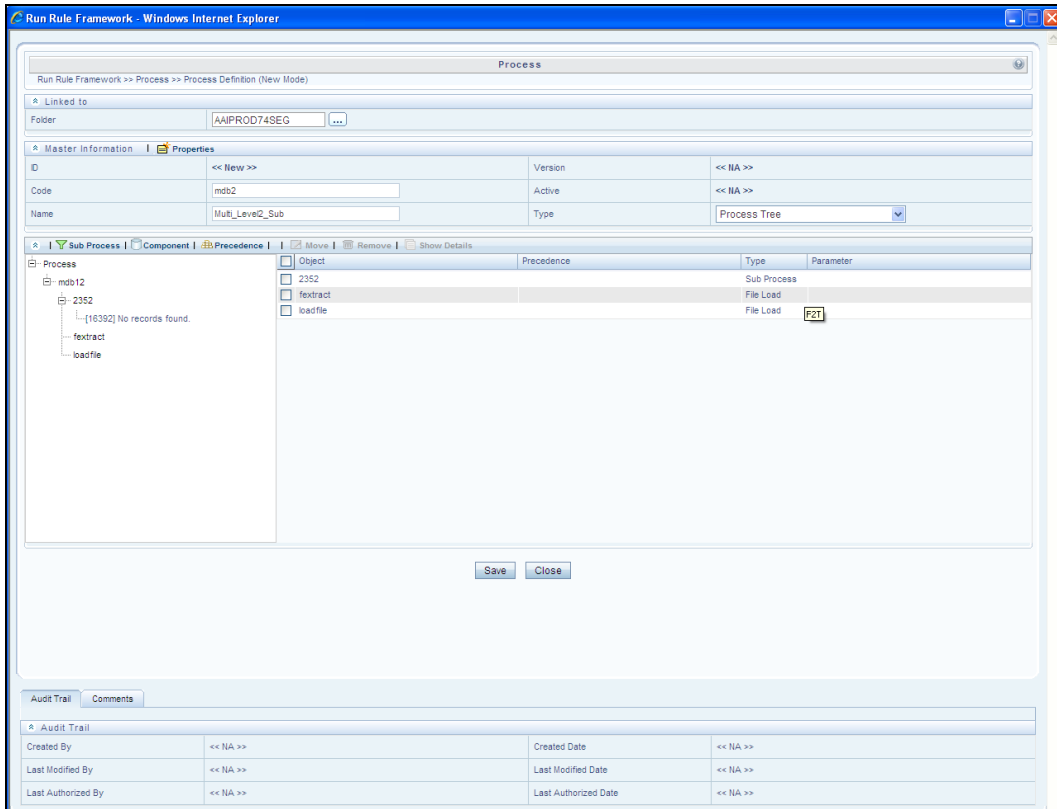 Run Rule Framework - Windows Internet Explorer
Process
Run Rule Framework >> Process >> Process Definition (New Mode)
Linked to
Folder AAIPROD74SEG ...
Master Information | Properties
ID << New >> Version << NA >>
Code mdb2 Active << NA >>
Name Multi_Level2_Sub Type Process Tree
| Sub Process | Component | Precedence | | Move | Remove | Show Details
Process
mdb12
2352
[16392] No records found.
fextract
loadfile
Object Precedence Type Parameter
2352 Sub Process
fextract File Load
loadfile File Load
F2T
Save Close
Audit Trail Comments
Audit Trail
Created By << NA >> Created Date << NA >>
Last Modified By << NA >> Last Modified Date << NA >>
Last Authorized By << NA >> Last Authorized Date << NA >>